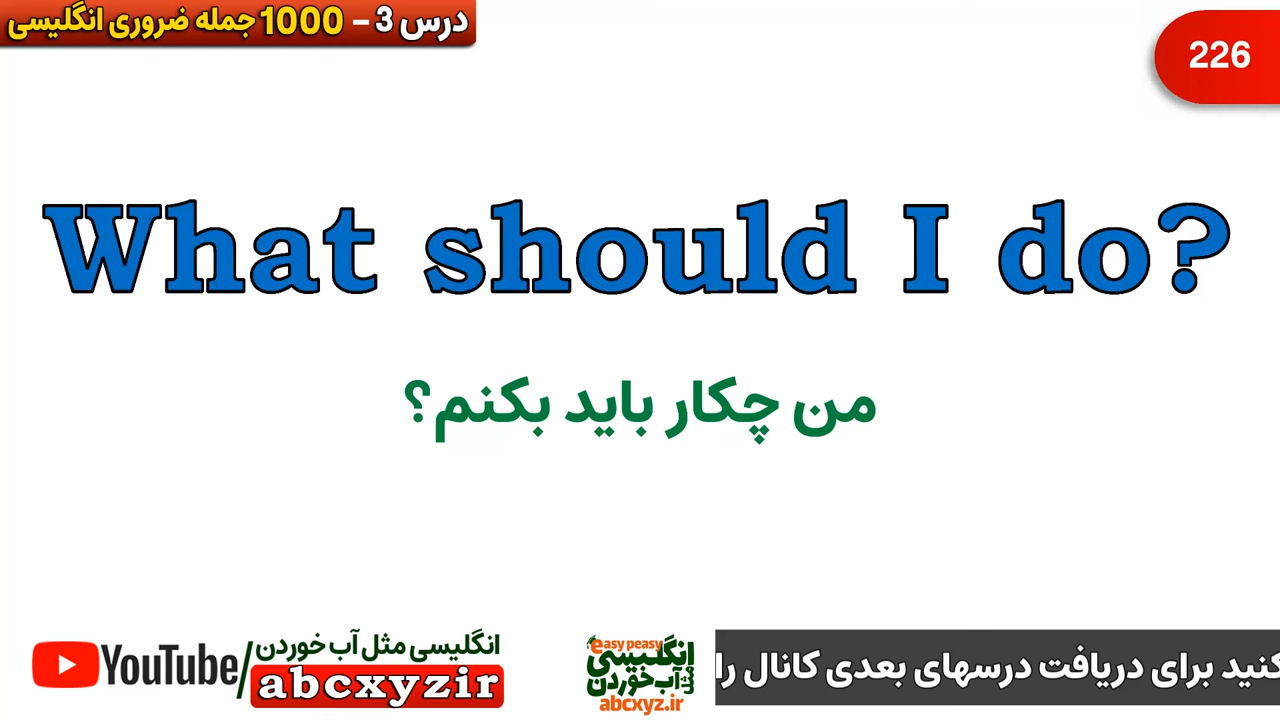 درس 3 – 1000 جمله ضروری انگلیسی
226
What should I do?
من چکار باید بکنم؟
YouTube/
انگلیسی مثل آب خوردن
abcxyzir
easy peasy
انگلیسی
مثل
آب خوردن
abcxyz.ir
کنید برای دریافت درسهای بعدی کانال را